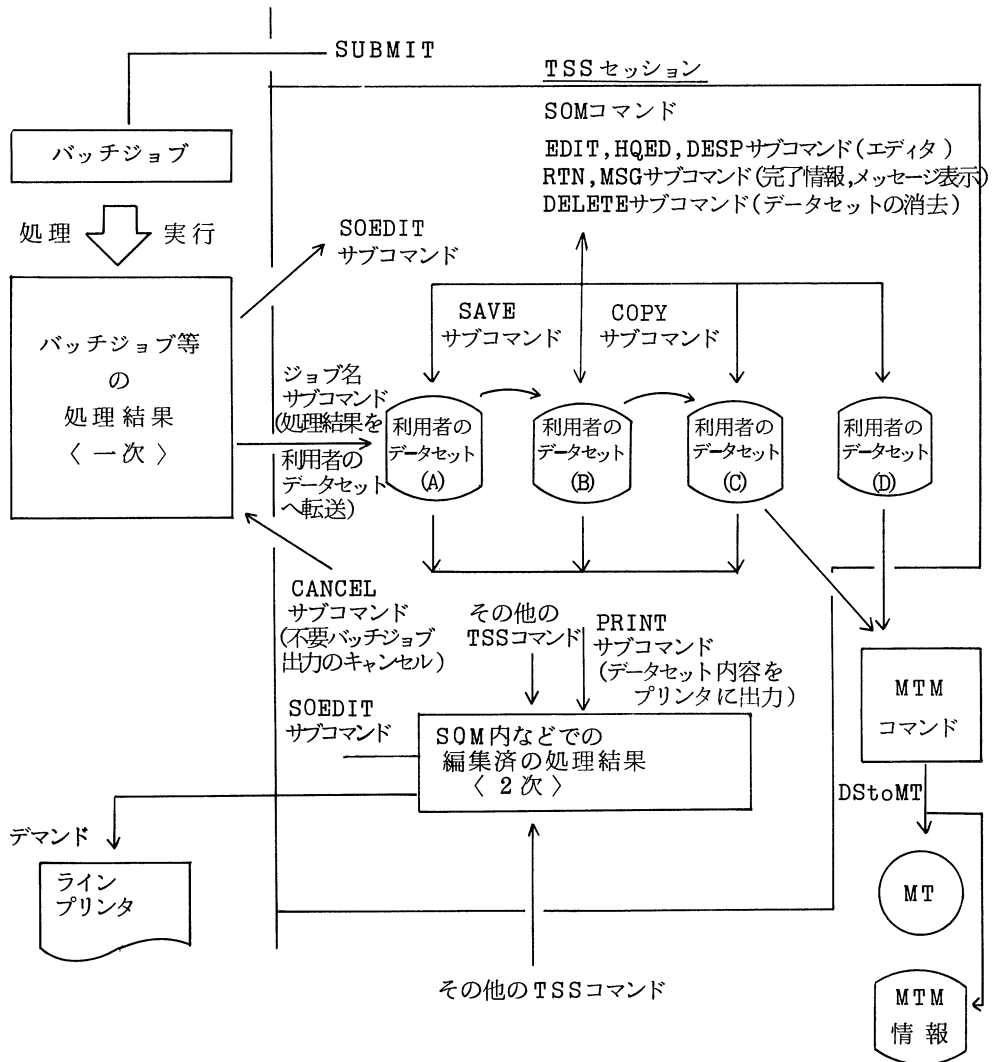 SUBMIT
TSSセッション
SOMコマンド
EDIT,HQED,DESPサブコマンド(エディタ)
RTN,MSGサブコマンド(完了情報,メッセージ表示)
DELETEサブコマンド(データセットの消去)
バッチジョブ
処理
実行
SOEDIT
サブコマンド
バッチジョブ等
の
処理結果
〈一次〉
SAVE
サブコマンド
COPY
サブコマンド
ジョブ名
サブコマンド
(処理結果を
利用者の
データセット
へ転送)
利用者の
データセット
(A)
利用者の
データセット
(B)
利用者の
データセット
(C)
利用者の
データセット
(D)
CANCEL
サブコマンド
(不要バッチジョブ
出力のキャンセル)
その他の
TSSコマンド
PRINT
サブコマンド
(データセット内容を
プリンタに出力)
SOEDIT
サブコマンド
SOM内などでの
編集済の処理結果
〈2次〉
MTM
コマンド
DStoMT
デマンド
ライン
プリンタ
MT
その他のTSSコマンド
MTM
情報